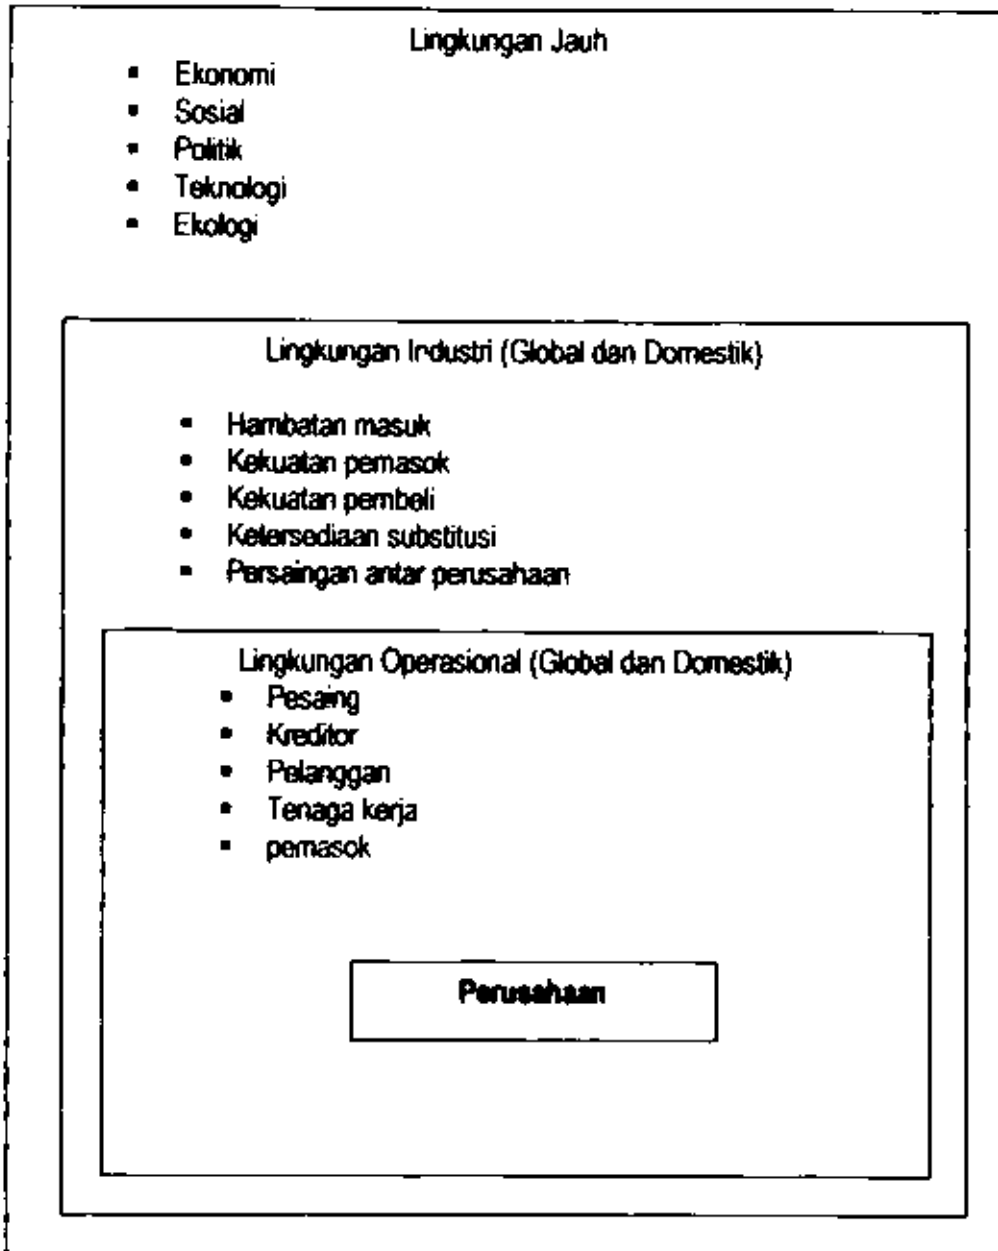 Lingkungan Jauh
▪ Ekonomi
▪ Sosial
▪ Politik
▪ Teknologi
▪ Ekologi
Lingkungan Industri (Global dan Domestik)
▪ Hambatan masuk
▪ Kekuatan pemasok
▪ Kekuatan pembeli
▪ Ketersediaan substitusi
▪ Persaingan antar perusahaan
Lingkungan Operasional (Global dan Domestik)
▪ Pesaing
▪ Kreditor
▪ Pelanggan
▪ Tenaga kerja
▪ pemasok
Perusahaan